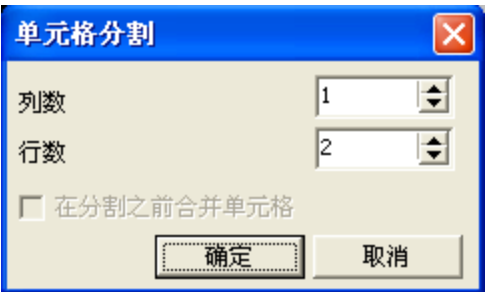 单元格分割
列数 1
行数 2
在分割之前合并单元格
确定 取消